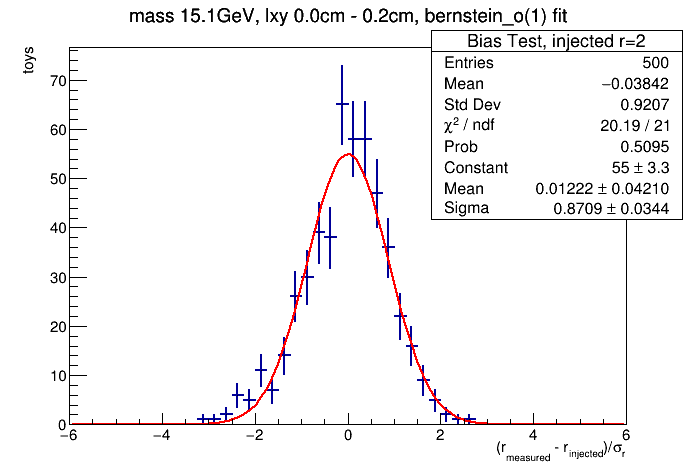 mass 15.1GeV, lxy 0.0cm - 0.2cm, bernstein_o(1) fit
Bias Test, injected r=2
Entries 500
Mean −0.03842
Std Dev 0.9207
χ² / ndf 20.19 / 21
Prob 0.5095
Constant 55 ± 3.3
Mean 0.01222 ± 0.04210
Sigma 0.8709 ± 0.0344
toys
70
60
50
40
30
20
10
0
−6 −4 −2 0 2 4 6
(r_measured - r_injected)/σ_r